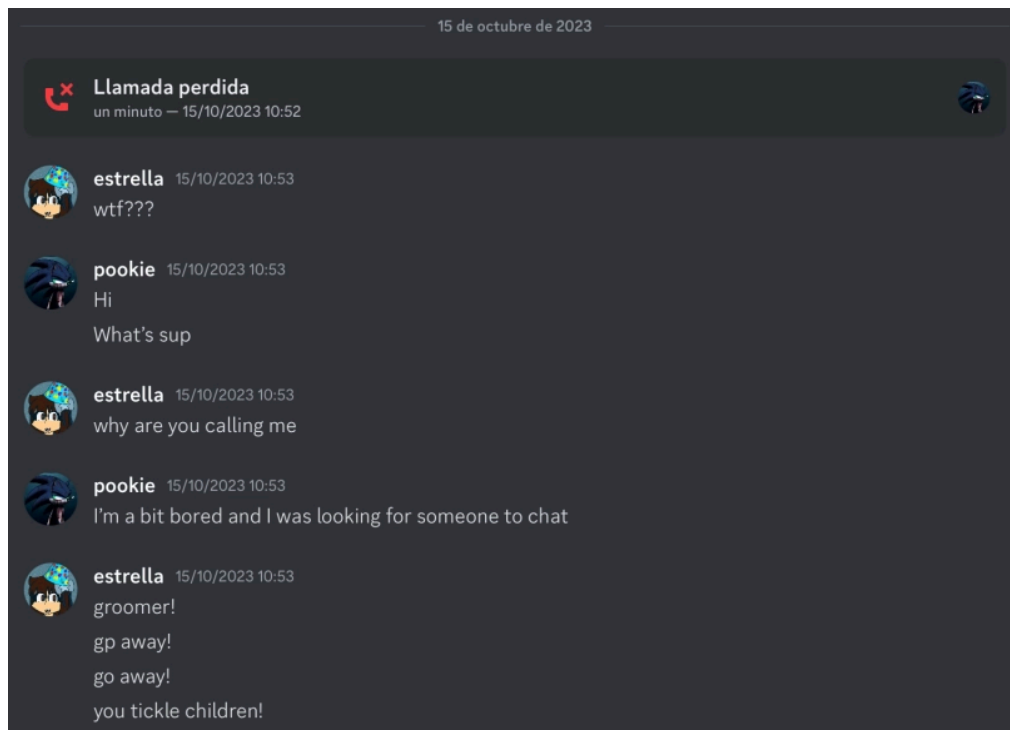 15 de octubre de 2023
Llamada perdida
un minuto — 15/10/2023 10:52
estrella 15/10/2023 10:53
wtf???
pookie 15/10/2023 10:53
Hi
What's sup
estrella 15/10/2023 10:53
why are you calling me
pookie 15/10/2023 10:53
I'm a bit bored and I was looking for someone to chat
estrella 15/10/2023 10:53
groomer!
gp away!
go away!
you tickle children!